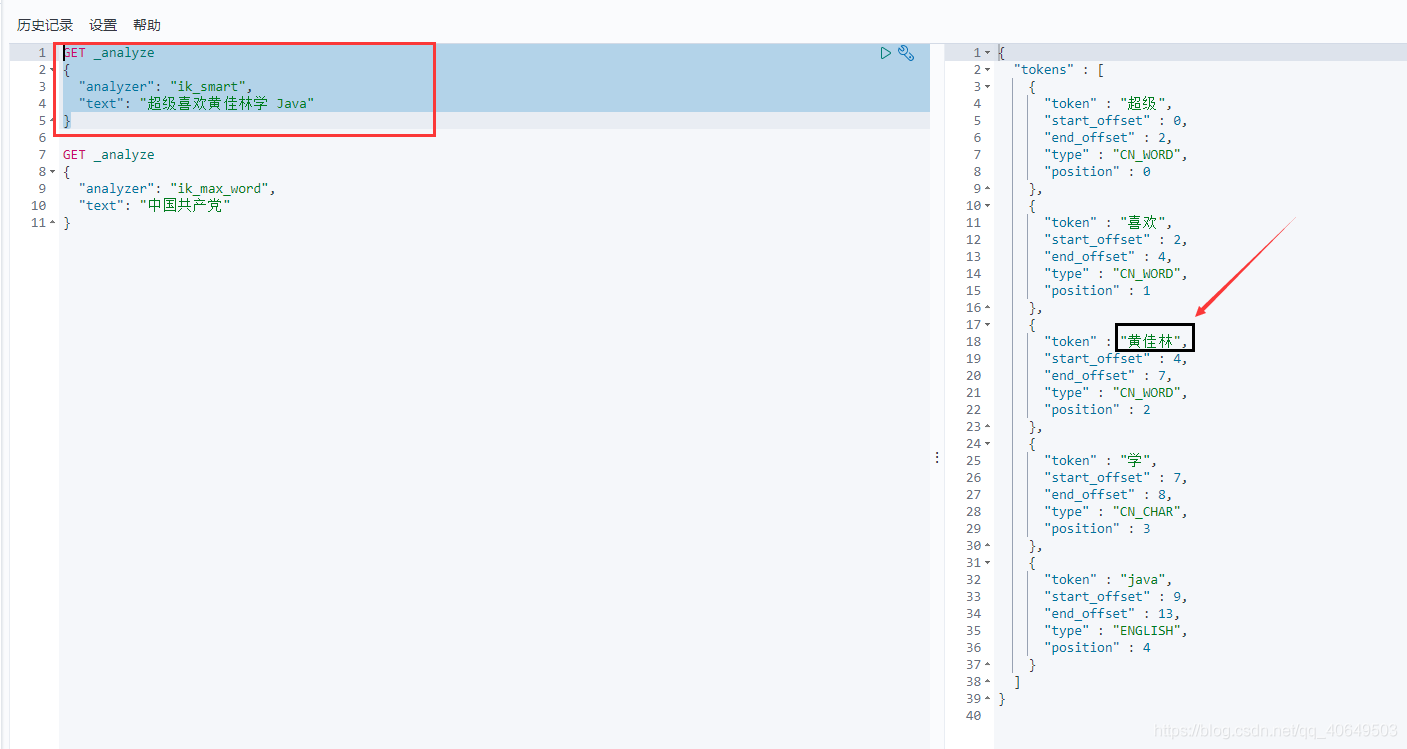 历史记录 设置 帮助
1 GET _analyze
2 {
3 "analyzer": "ik_smart",
4 "text": "超级喜欢黄佳林学 Java"
5 }
6
7 GET _analyze
8 {
9 "analyzer": "ik_max_word",
10 "text": "中国共产党"
11 }
1 {
2 "tokens" : [
3 {
4 "token" : "超级",
5 "start_offset" : 0,
6 "end_offset" : 2,
7 "type" : "CN_WORD",
8 "position" : 0
9 },
10 {
11 "token" : "喜欢",
12 "start_offset" : 2,
13 "end_offset" : 4,
14 "type" : "CN_WORD",
15 "position" : 1
16 },
17 {
18 "token" : "黄佳林",
19 "start_offset" : 4,
20 "end_offset" : 7,
21 "type" : "CN_WORD",
22 "position" : 2
23 },
24 {
25 "token" : "学",
26 "start_offset" : 7,
27 "end_offset" : 8,
28 "type" : "CN_CHAR",
29 "position" : 3
30 },
31 {
32 "token" : "java",
33 "start_offset" : 9,
34 "end_offset" : 13,
35 "type" : "ENGLISH",
36 "position" : 4
37 }
38 ]
39 }
40
https://blog.csdn.net/qq_40649503